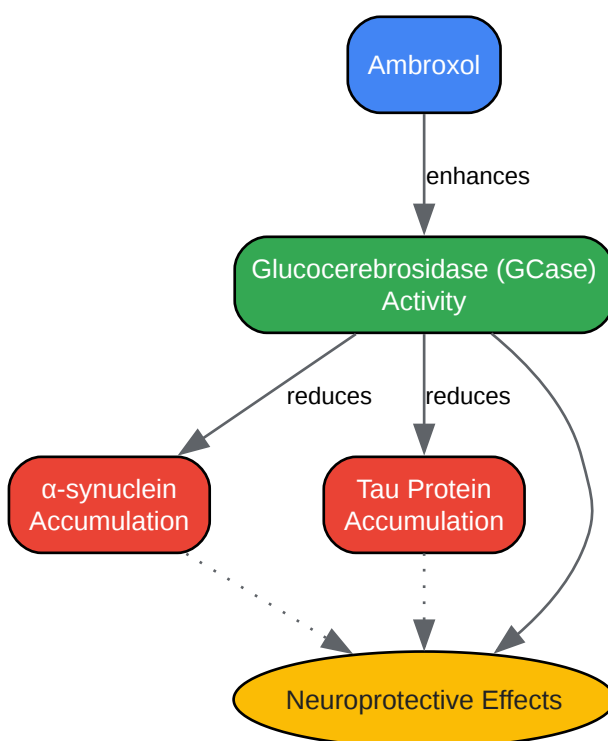 Ambroxol
enhances
Glucocerebrosidase (GCase)
Activity
reduces
reduces
α-synuclein
Accumulation
Tau Protein
Accumulation
Neuroprotective Effects